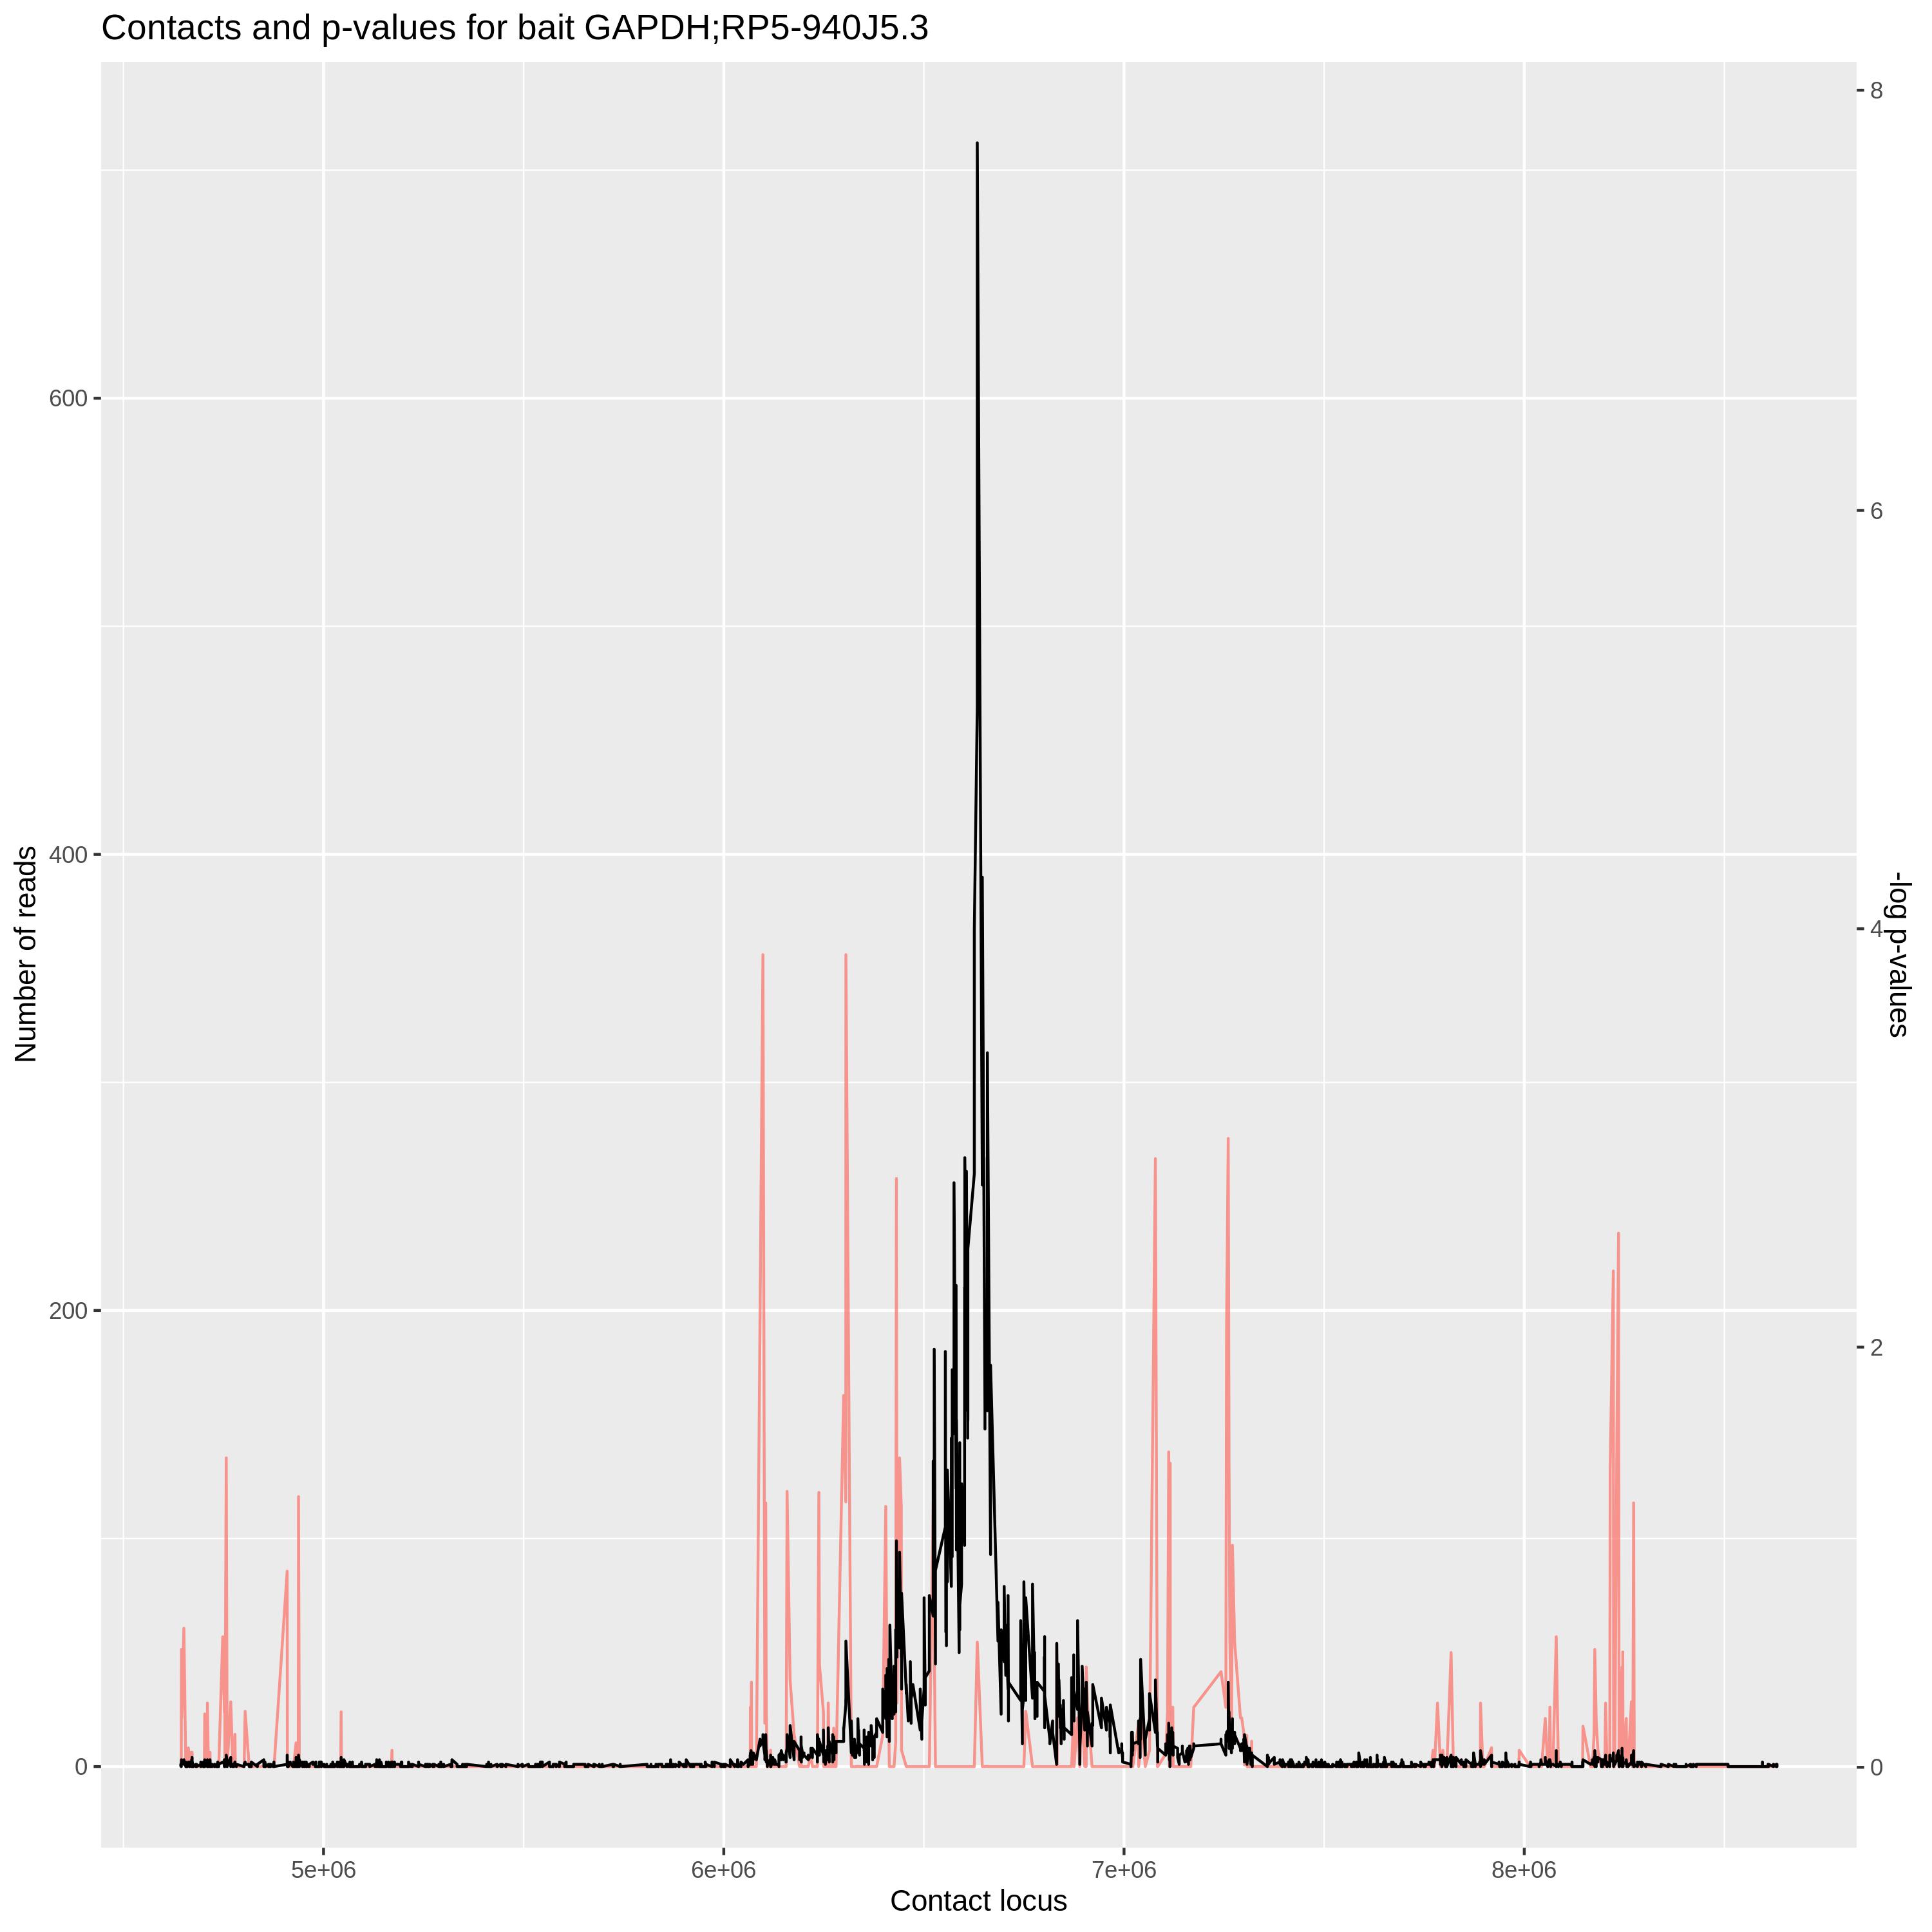 Contacts and p-values for bait GAPDH;RP5-940J5.3
8
600
6
400
4
Number of reads
-log p-values
200
2
0
0
5e+06
6e+06
7e+06
8e+06
Contact locus